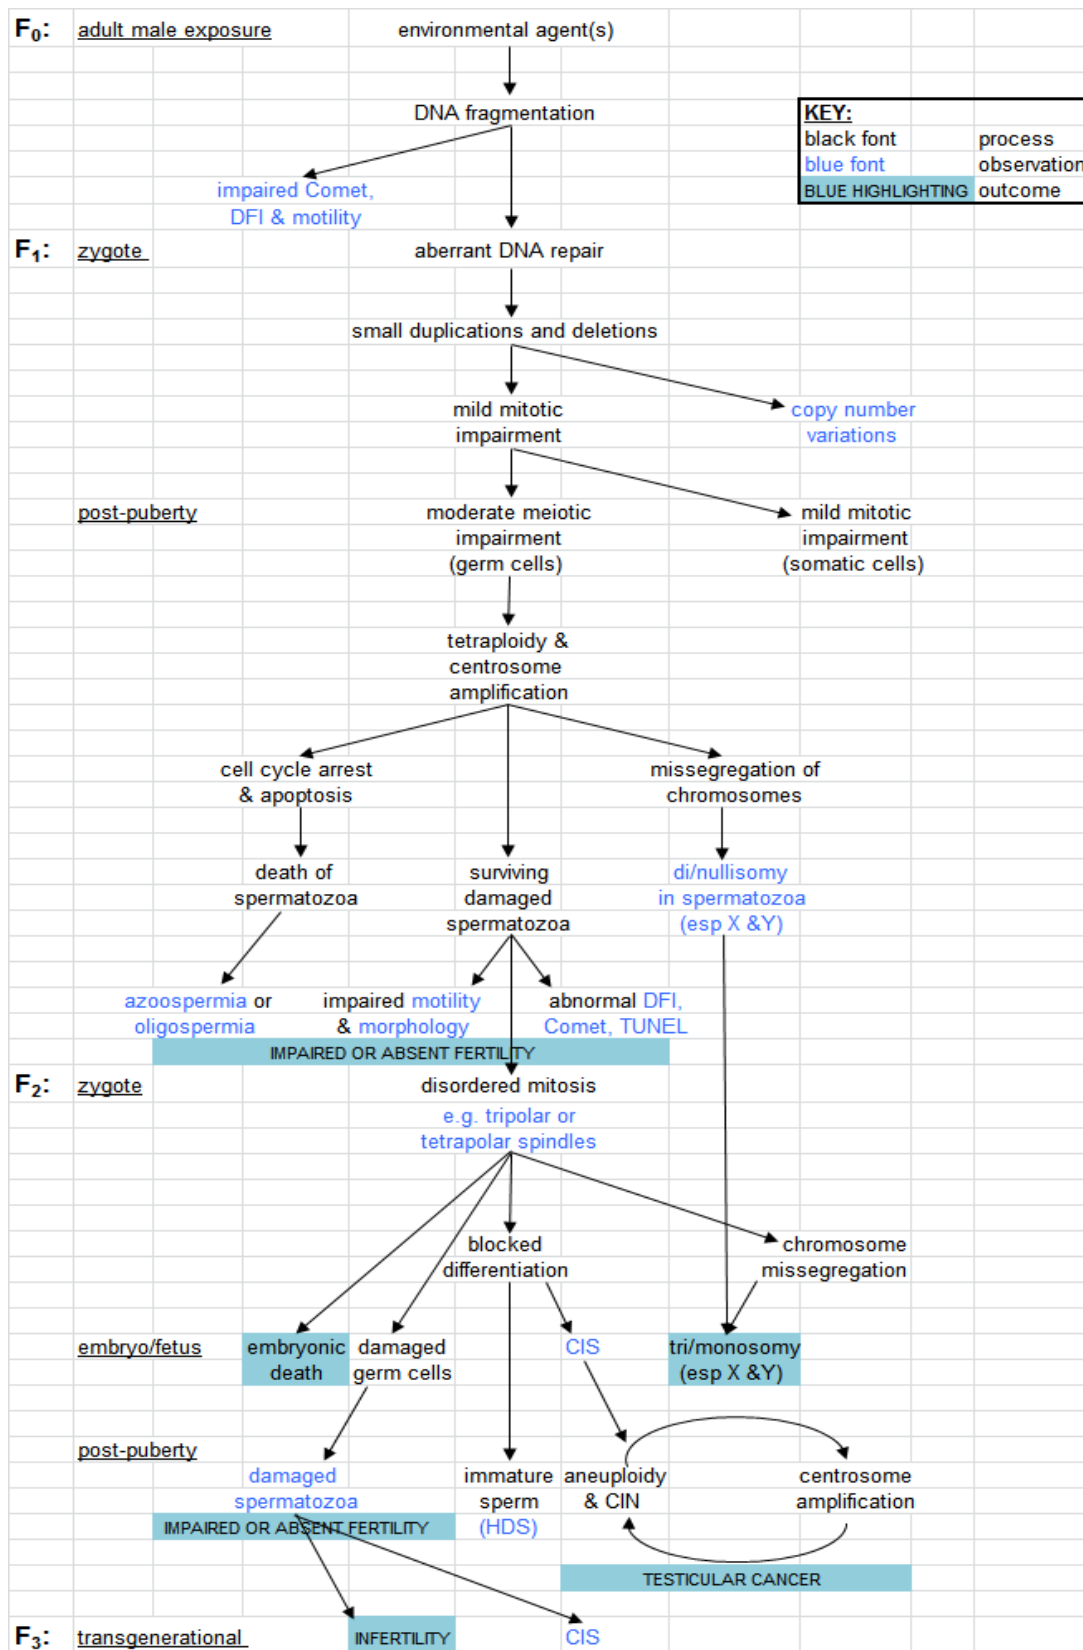 F0: adult male exposure environmental agent(s)
DNA fragmentation
KEY:
black font process
blue font observation
BLUE HIGHLIGHTING outcome
impaired Comet,
DFI & motility
F1: zygote aberrant DNA repair
small duplications and deletions
mild mitotic
impairment
copy number
variations
post-puberty
moderate meiotic
impairment
(germ cells)
mild mitotic
impairment
(somatic cells)
tetraploidy &
centrosome
amplification
cell cycle arrest
& apoptosis
missegregation of
chromosomes
death of
spermatozoa
surviving
damaged
spermatozoa
di/nullisomy
in spermatozoa
(esp X &Y)
azoospermia or
oligospermia
impaired motility
& morphology
abnormal DFI,
Comet, TUNEL
IMPAIRED OR ABSENT FERTILITY
F2: zygote disordered mitosis
e.g. tripolar or
tetrapolar spindles
blocked
differentiation
chromosome
missegregation
embryo/fetus
embryonic
death
damaged
germ cells
CIS
tri/monosomy
(esp X &Y)
post-puberty
damaged
spermatozoa
IMPAIRED OR ABSENT FERTILITY
immature
sperm
(HDS)
aneuploidy
& CIN
centrosome
amplification
TESTICULAR CANCER
F3: transgenerational INFERTILITY CIS